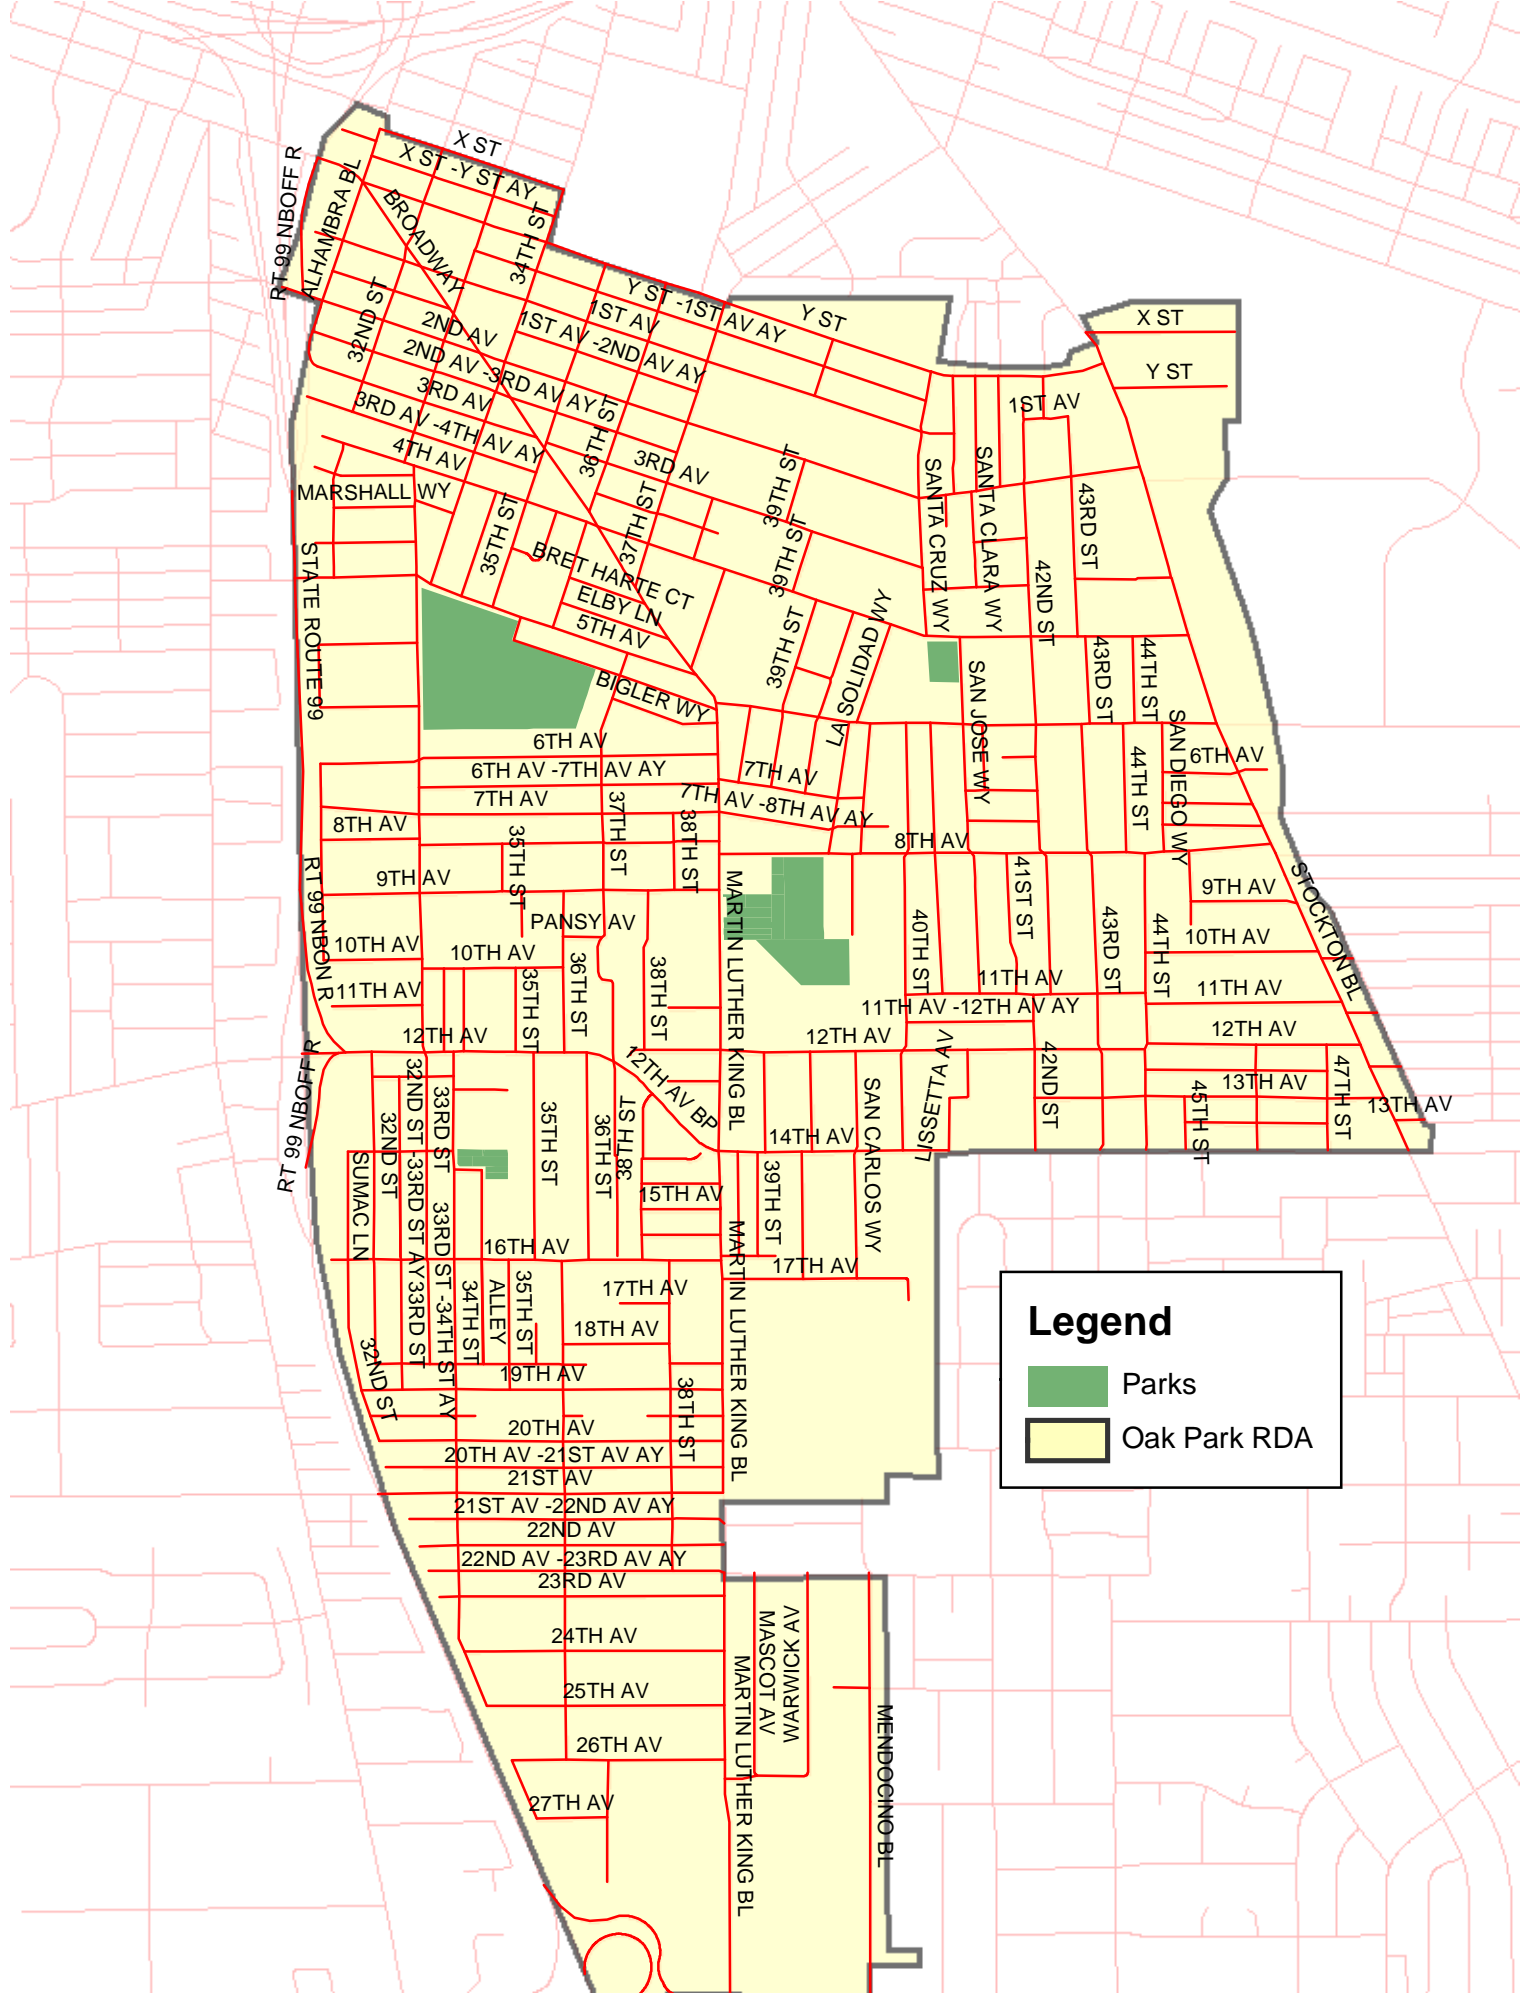 X ST
X ST -Y ST AY
RT 99 NBOFF R
ALHAMBRA BL
BROADWAY
34TH ST
32ND ST
Y ST -1ST AV AY
Y ST
X ST
Y ST
1ST AV
1ST AV -2ND AV AY
2ND AV
2ND AV -3RD AV AY
3RD AV
3RD AV -4TH AV AY
4TH AV
1ST AV
36TH ST
3RD AV
39TH ST
SANTA CRUZ WY
SANTA CLARA WY
43RD ST
MARSHALL WY
35TH ST
37TH ST
39TH ST
STATE ROUTE 99
BRET HARTE CT
ELBY LN
5TH AV
42ND ST
39TH ST
LA SOLIDAD WY
BIGLER WY
SAN JOSE WY
43RD ST
44TH ST
SAN DIEGO WY
6TH AV
6TH AV
6TH AV -7TH AV AY
7TH AV
7TH AV
7TH AV -8TH AV AY
44TH ST
37TH ST
38TH ST
8TH AV
35TH ST
8TH AV
RT 99 NBON R
9TH AV
MARTIN LUTHER KING BL
41ST ST
9TH AV
STOCKTON BL
PANSY AV
40TH ST
43RD ST
44TH ST
10TH AV
10TH AV
10TH AV
36TH ST
38TH ST
35TH ST
11TH AV
11TH AV
11TH AV
11TH AV -12TH AV AY
12TH AV
12TH AV
12TH AV
RT 99 NBOFF R
12TH AV BP
LISSETTA AV
42ND ST
47TH ST
32ND ST -33RD ST AY
33RD ST
13TH AV
13TH AV
SAN CARLOS WY
45TH ST
32ND ST
35TH ST
36TH ST
38TH ST
14TH AV
SUMAC LN
39TH ST
15TH AV
33RD ST -34TH ST AY
16TH AV
MARTIN LUTHER KING BL
17TH AV
33RD ST
34TH ST
ALLEY
35TH ST
17TH AV
18TH AV
32ND ST
19TH AV
38TH ST
20TH AV
20TH AV -21ST AV AY
21ST AV
21ST AV -22ND AV AY
22ND AV
22ND AV -23RD AV AY
23RD AV
24TH AV
MASCOT AV
WARWICK AV
25TH AV
MARTIN LUTHER KING BL
MENDOCINO BL
26TH AV
27TH AV
Legend
Parks
Oak Park RDA